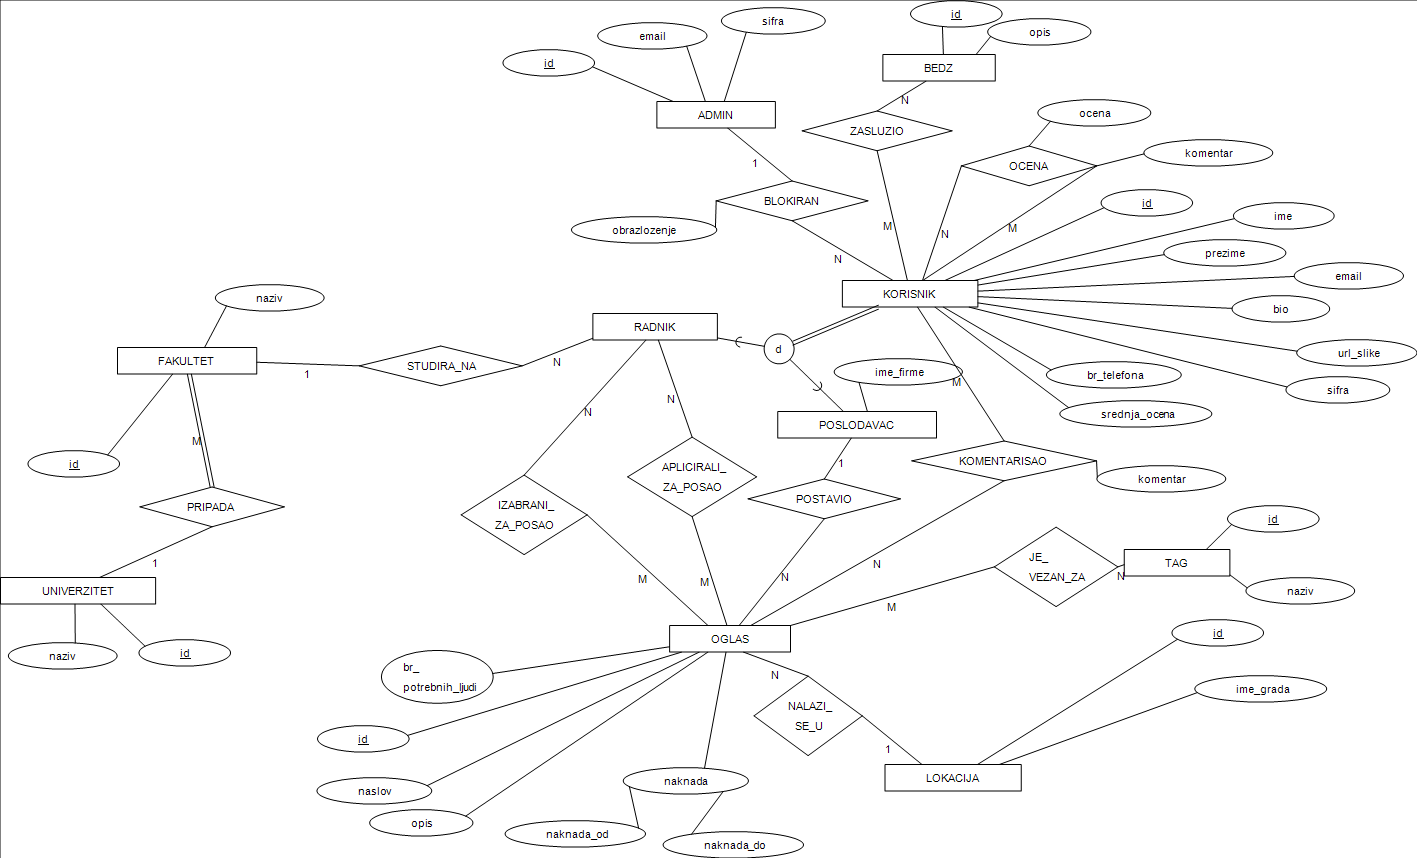 id
opis
sifra
email
id
BEDZ
ADMIN
N
ocena
ZASLUZIO
komentar
1
OCENA
BLOKIRAN
id
ime
obrazlozenje
M
M
N
prezime
N
email
KORISNIK
naziv
bio
RADNIK
d
url_slike
FAKULTET
STUDIRA_NA
N
1
ime_firme
br_telefona
M
sifra
N
N
srednja_ocena
POSLODAVAC
M
id
1
KOMENTARISAO
APLICIRALI_
ZA_POSAO
komentar
POSTAVIO
PRIPADA
IZABRANI_
ZA_POSAO
id
1
N
JE_
VEZAN_ZA
TAG
M
M
N
N
UNIVERZITET
naziv
M
OGLAS
id
naziv
id
br_
potrebnih_ljudi
N
ime_grada
NALAZI_
SE_U
id
1
naknada
LOKACIJA
naslov
opis
naknada_od
naknada_do